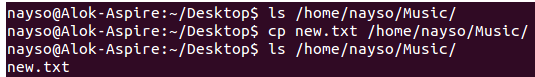 nayso@Alok-Aspire:~/Desktop$ ls /home/nayso/Music/
nayso@Alok-Aspire:~/Desktop$ cp new.txt /home/nayso/Music/
nayso@Alok-Aspire:~/Desktop$ ls /home/nayso/Music/
new.txt